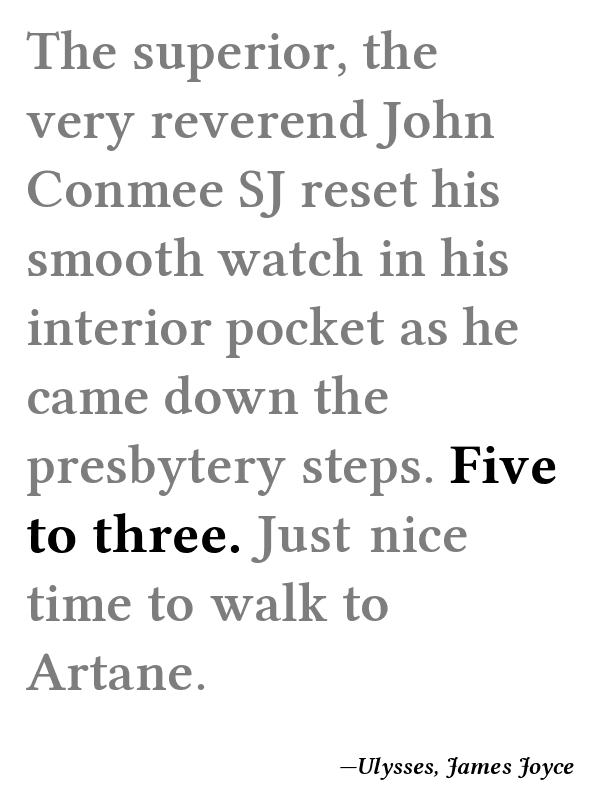 The superior, the
very reverend John
Conmee SJ reset his
smooth watch in his
interior pocket as he
came down the
presbytery steps. Five
to three. Just nice
time to walk to
Artane.
—Ulysses, James Joyce